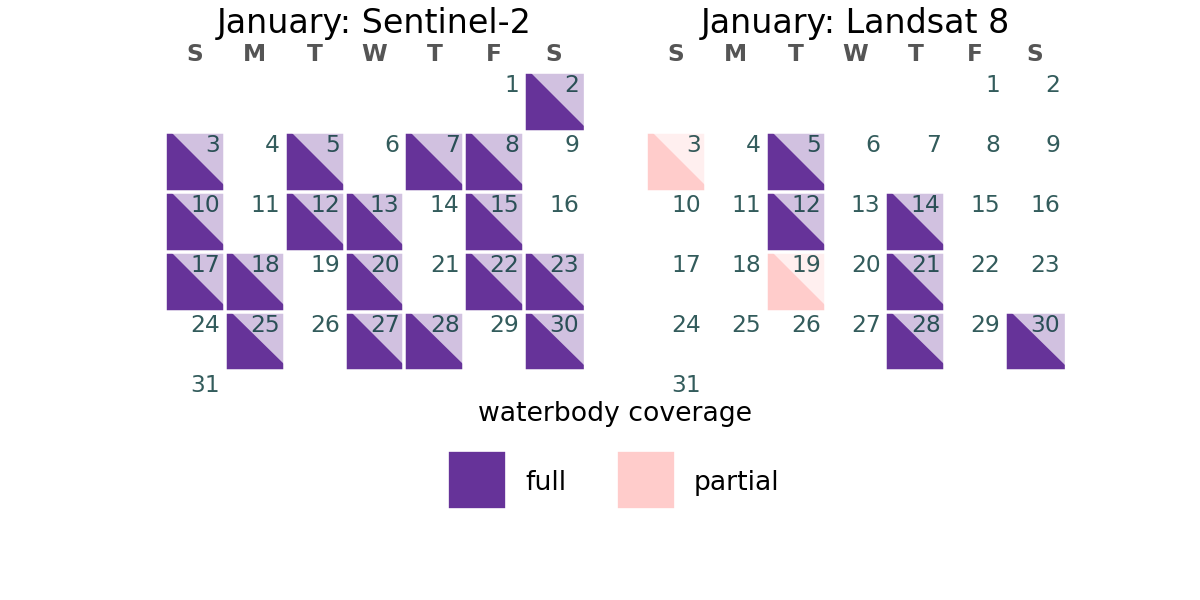 January: Sentinel-2
S M T W T F S
1 2
3 4 5 6 7 8 9
10 11 12 13 14 15 16
17 18 19 20 21 22 23
24 25 26 27 28 29 30
31
January: Landsat 8
S M T W T F S
1 2
3 4 5 6 7 8 9
10 11 12 13 14 15 16
17 18 19 20 21 22 23
24 25 26 27 28 29 30
31
waterbody coverage
full partial